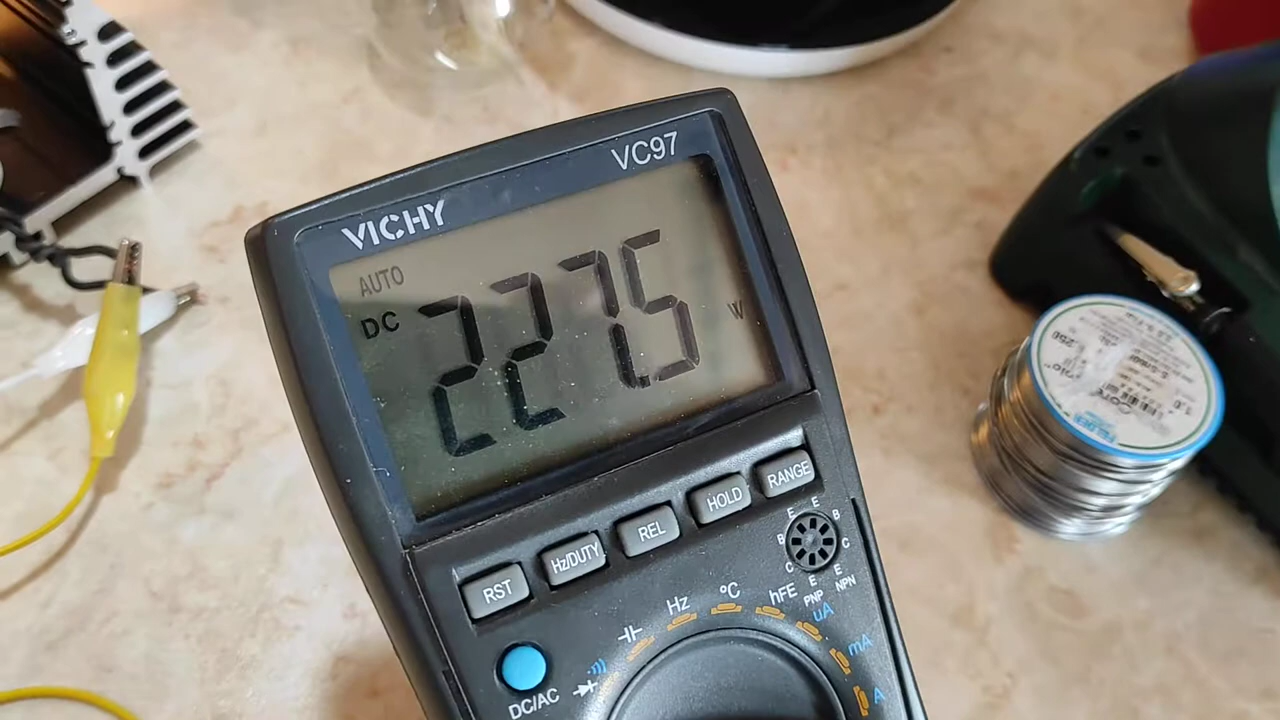 VC97
VICHY
AUTO
DC
227.5
V
RST
Hz/DUTY
REL
HOLD
RANGE
E E B
B C
C E E
PNP NPN
Hz
°C
hFE
uA
mA
A
DC/AC